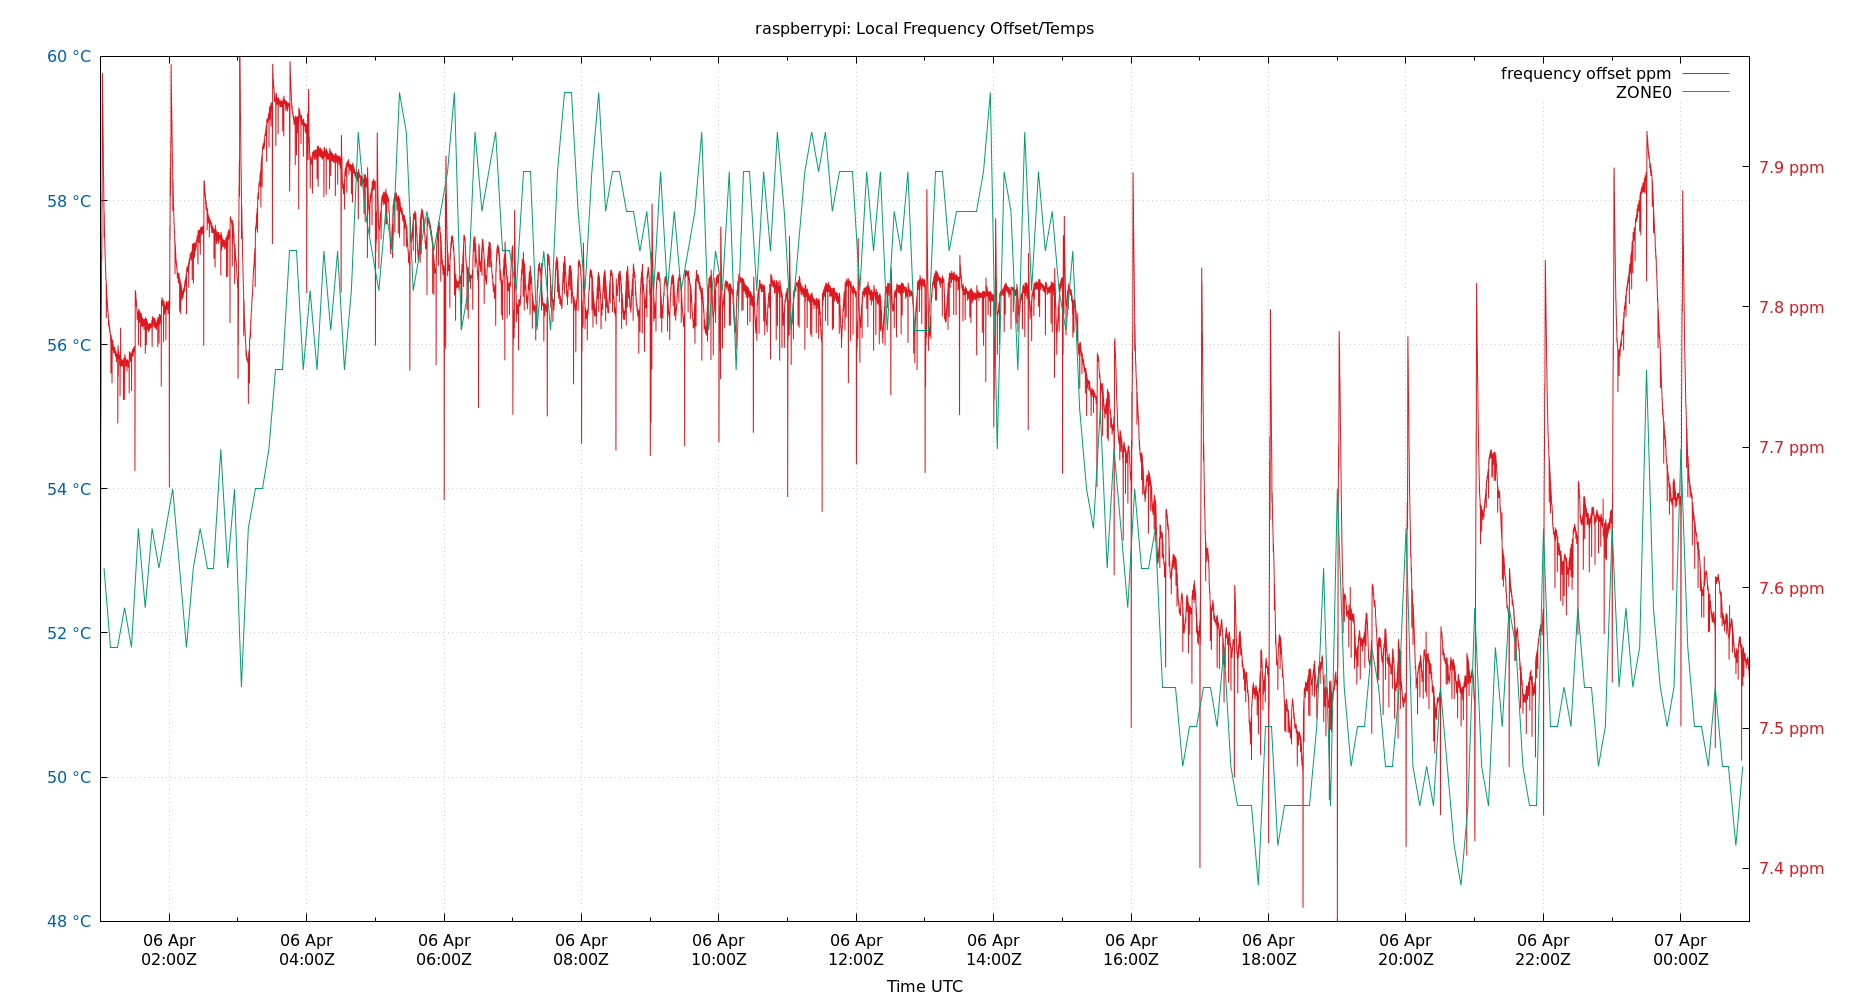 raspberrypi: Local Frequency Offset/Temps
frequency offset ppm
ZONE0
60 °C
58 °C
56 °C
54 °C
52 °C
50 °C
48 °C
7.9 ppm
7.8 ppm
7.7 ppm
7.6 ppm
7.5 ppm
7.4 ppm
06 Apr 06 Apr 06 Apr 06 Apr 06 Apr 06 Apr 06 Apr 06 Apr 06 Apr 06 Apr 06 Apr 07 Apr
02:00Z 04:00Z 06:00Z 08:00Z 10:00Z 12:00Z 14:00Z 16:00Z 18:00Z 20:00Z 22:00Z 00:00Z
Time UTC